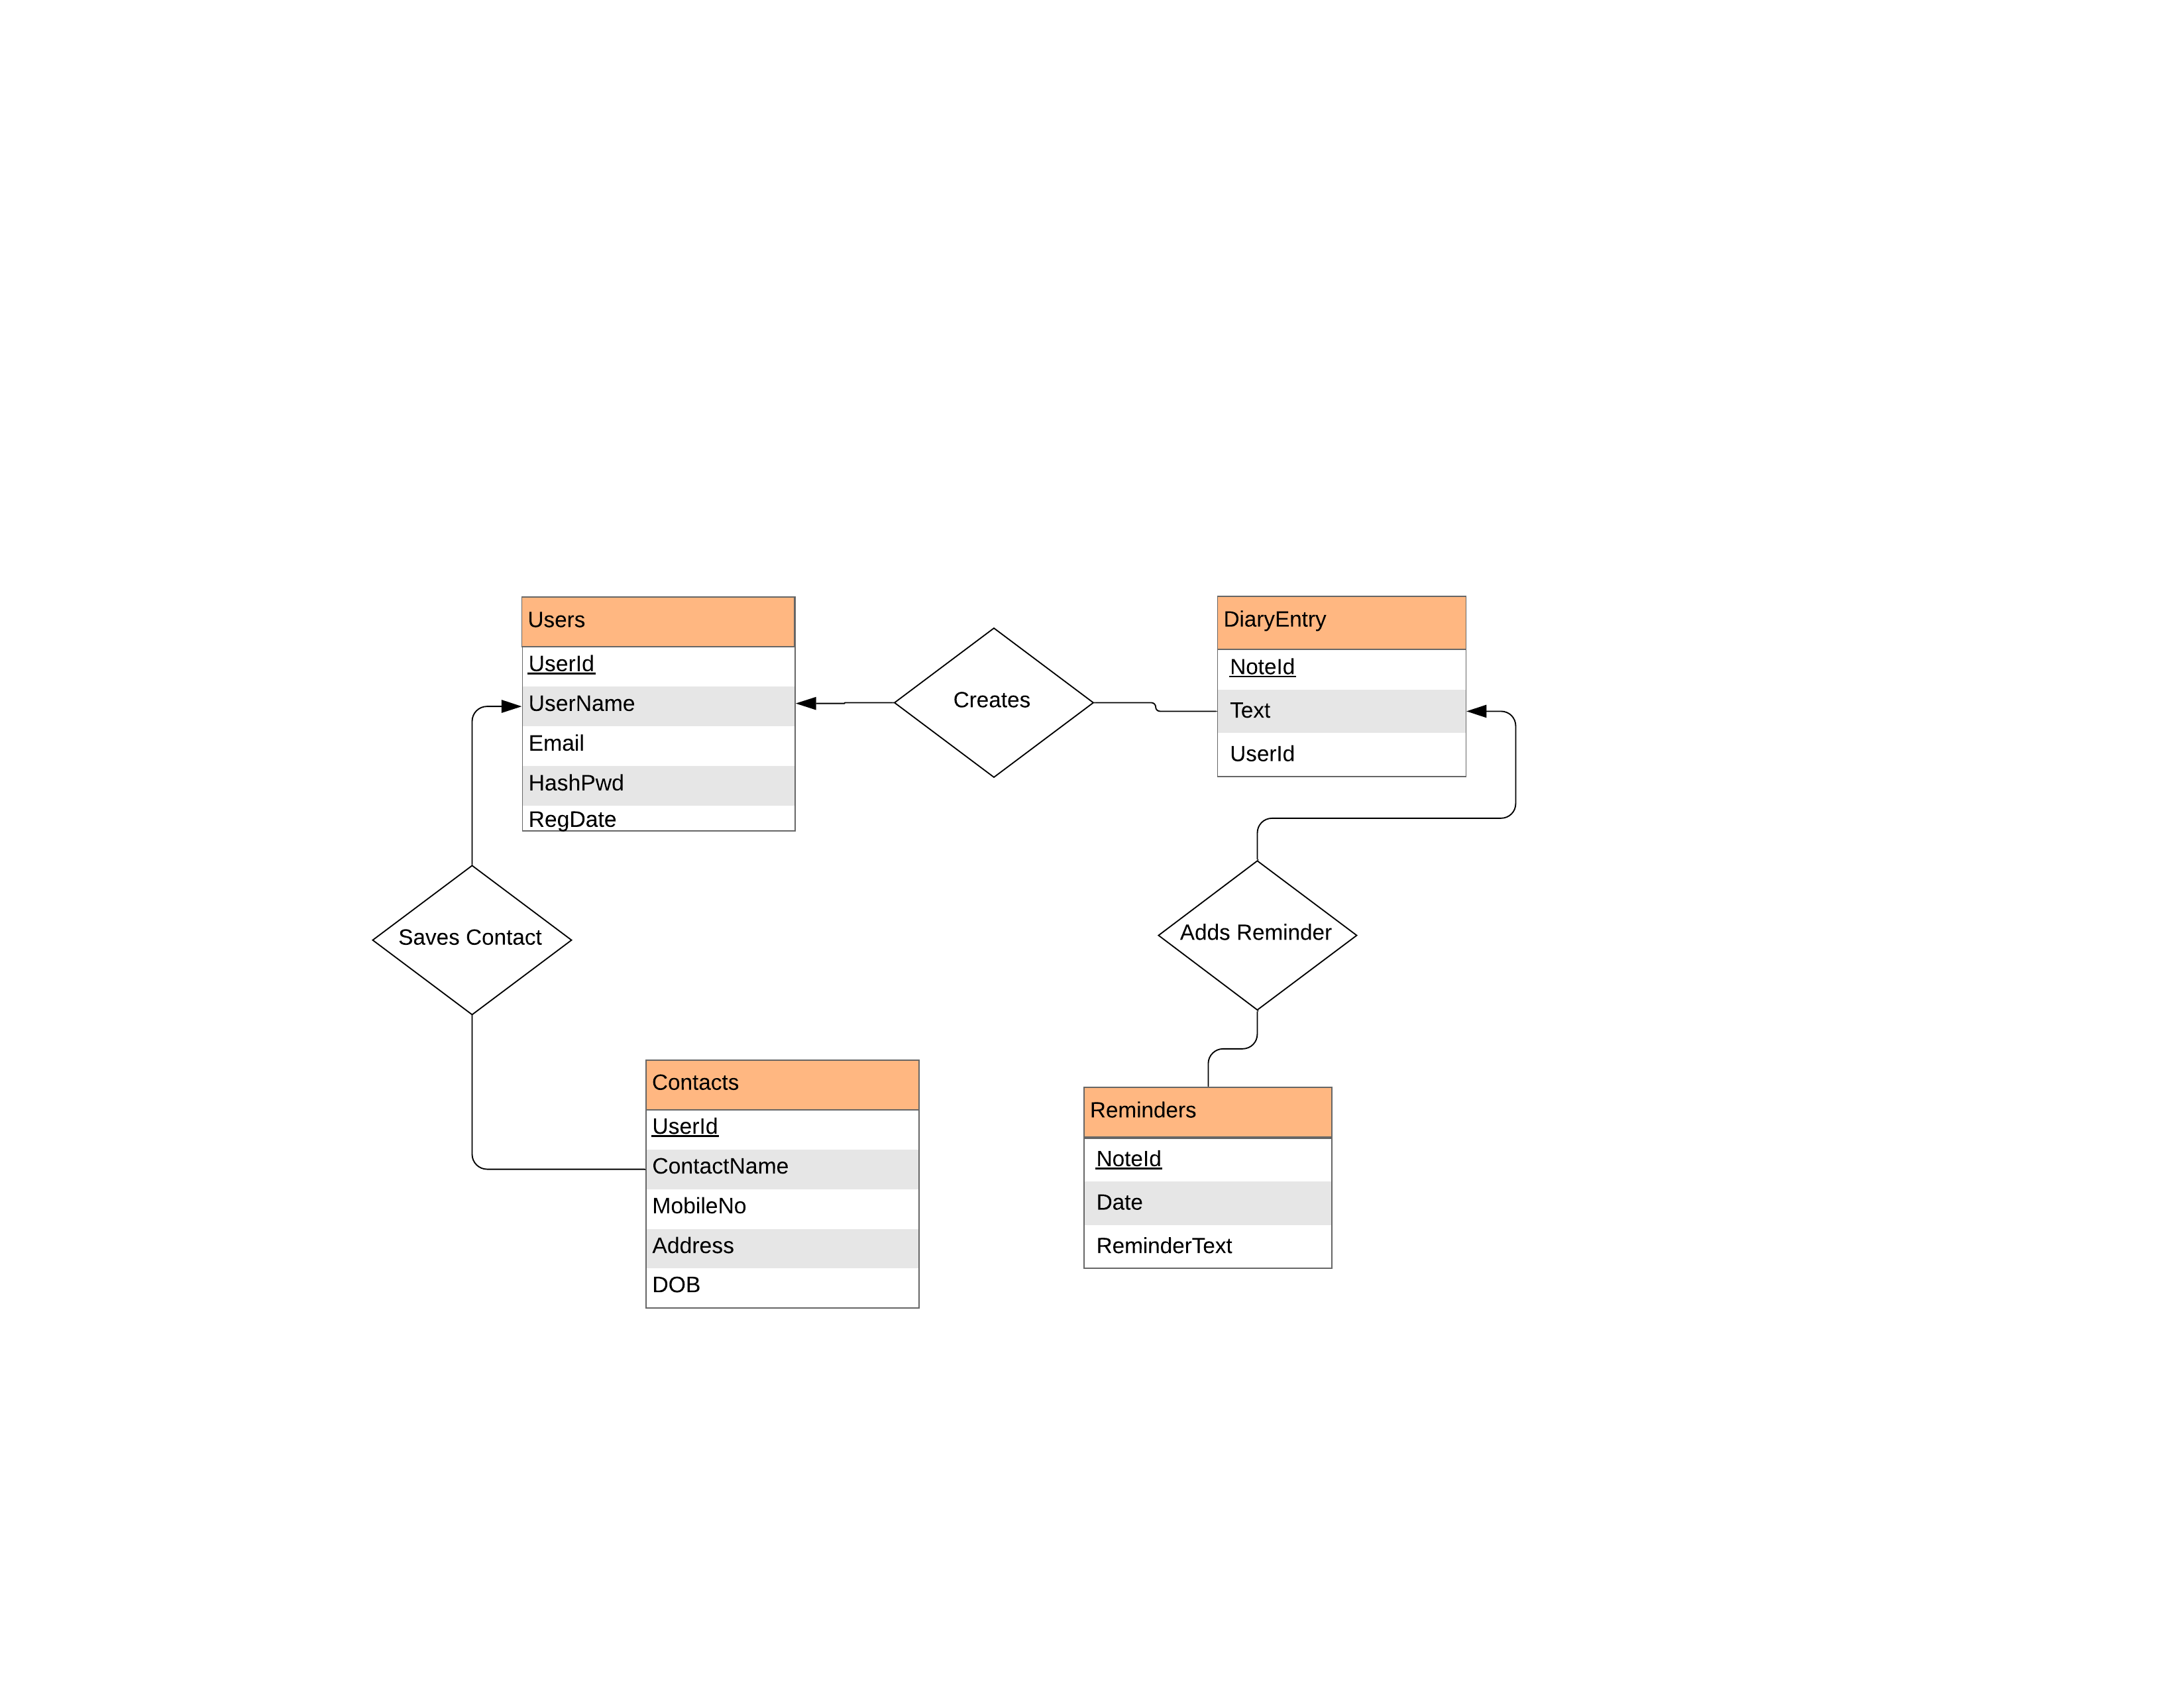 Users
UserId
UserName
Email
HashPwd
RegDate
Creates
DiaryEntry
NoteId
Text
UserId
Saves Contact
Adds Reminder
Contacts
UserId
ContactName
MobileNo
Address
DOB
Reminders
NoteId
Date
ReminderText